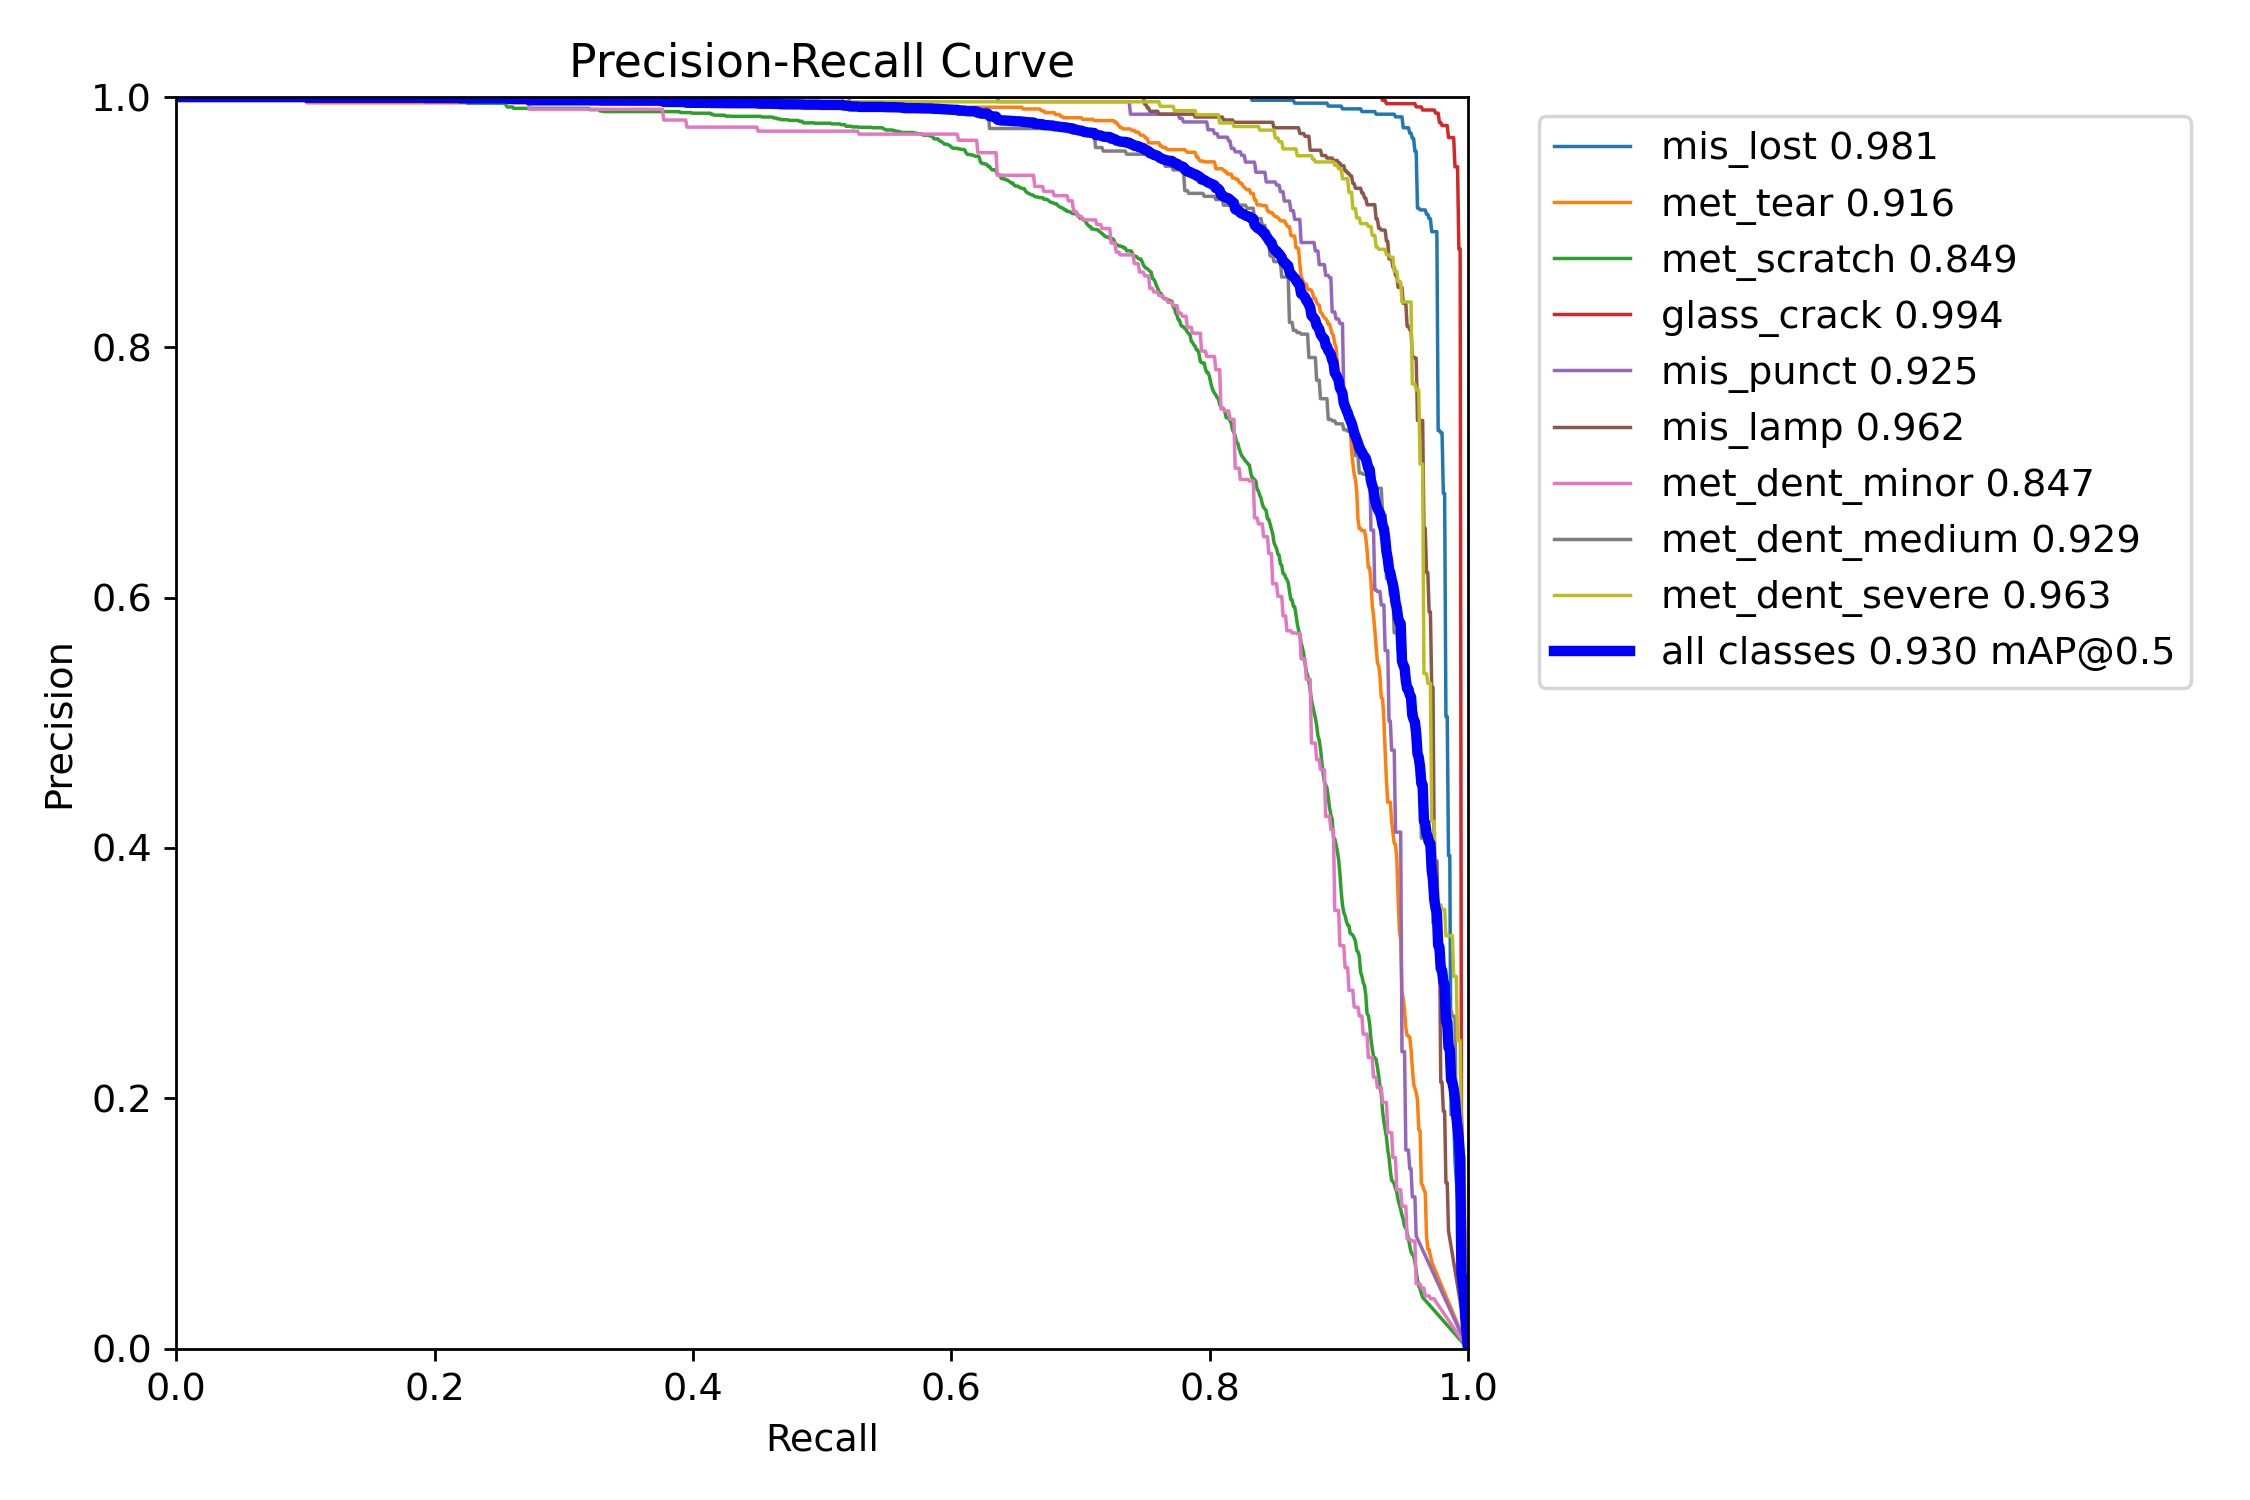 Precision-Recall Curve
1.0
0.8
0.6
0.4
0.2
0.0
Precision
0.0 0.2 0.4 0.6 0.8 1.0
Recall
mis_lost 0.981
met_tear 0.916
met_scratch 0.849
glass_crack 0.994
mis_punct 0.925
mis_lamp 0.962
met_dent_minor 0.847
met_dent_medium 0.929
met_dent_severe 0.963
all classes 0.930 mAP@0.5